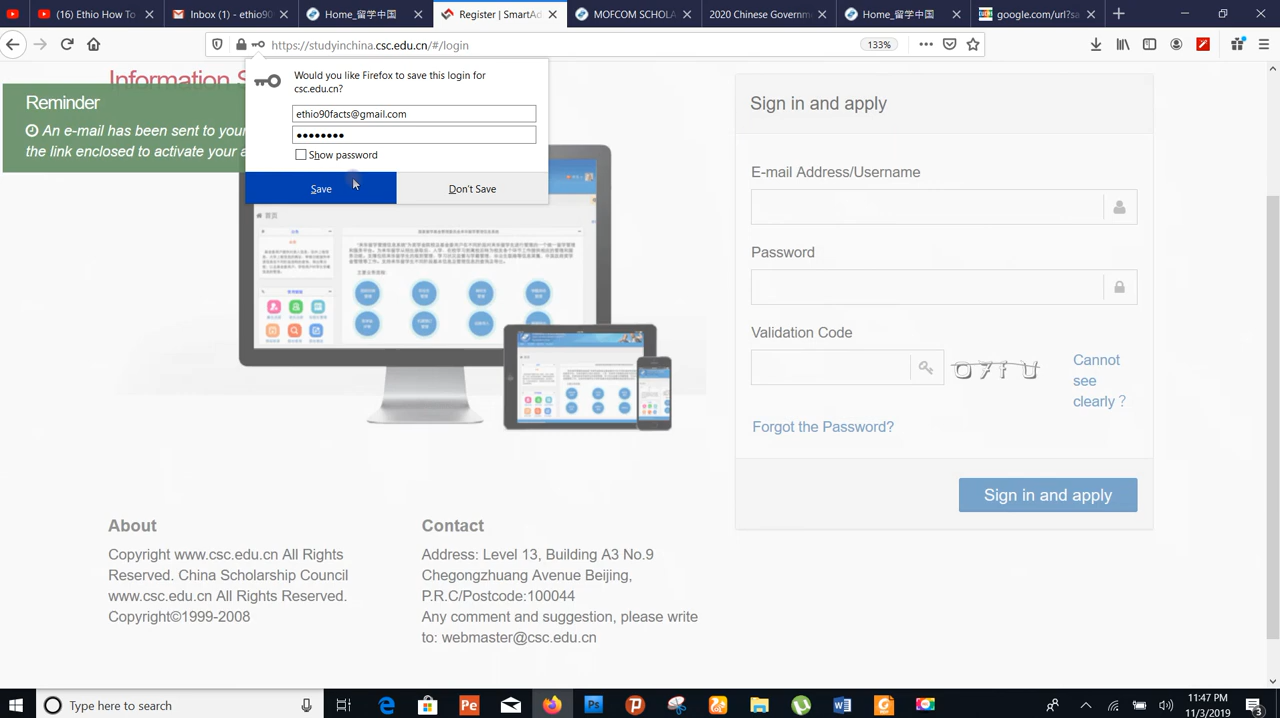 (16) Ethio How To
Inbox (1) - ethio90
Home_留学中国
Register | SmartAd
MOFCOM SCHOLA
2020 Chinese Governm
Home_留学中国
google.com/url?sa
https://studyinchina.csc.edu.cn/#/login
133%
Information S
Reminder
An e-mail has been sent to your
the link enclosed to activate your a
Would you like Firefox to save this login for
csc.edu.cn?
ethio90facts@gmail.com
Show password
Save
Don't Save
首页
Sign in and apply
E-mail Address/Username
Password
Validation Code
o7fu
Cannot
see
clearly？
Forgot the Password?
Sign in and apply
About
Copyright www.csc.edu.cn All Rights
Reserved. China Scholarship Council
www.csc.edu.cn All Rights Reserved.
Copyright©1999-2008
Contact
Address: Level 13, Building A3 No.9
Chegongzhuang Avenue Beijing,
P.R.C/Postcode:100044
Any comment and suggestion, please write
to: webmaster@csc.edu.cn
Type here to search
11:47 PM
11/3/2019
3